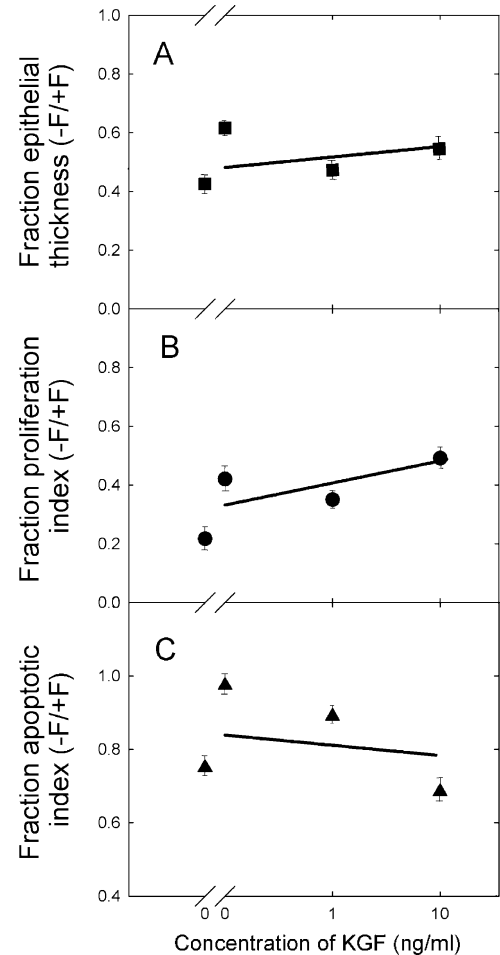 A
Fraction epithelial
thickness (-F/+F)
1.0
0.8
0.6
0.4
0.2
0.0
B
Fraction proliferation
index (-F/+F)
0.8
0.6
0.4
0.2
0.0
C
Fraction apoptotic
index (-F/+F)
1.0
0.8
0.6
0.4
0 0 1 10
Concentration of KGF (ng/ml)